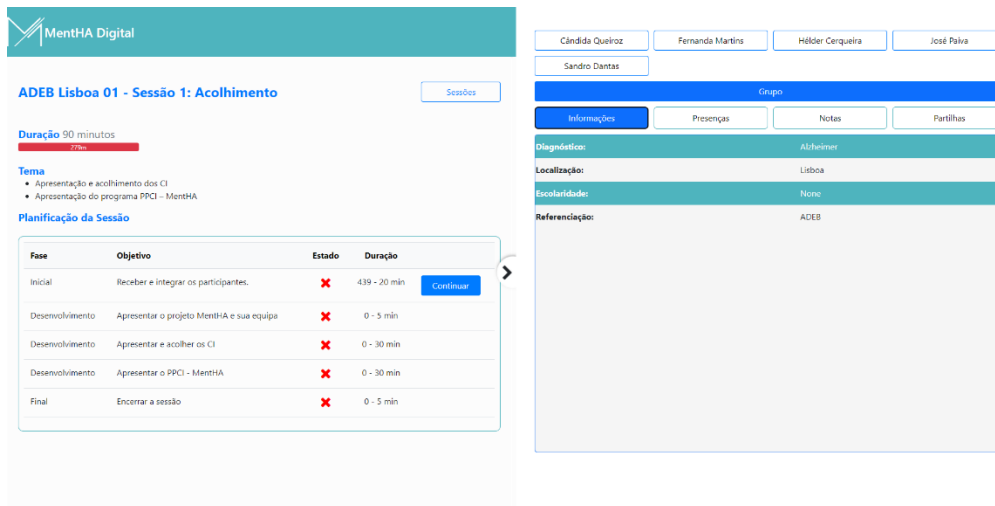 MentHA Digital
ADEB Lisboa 01 - Sessão 1: Acolhimento
Sessões
Duração 90 minutos
279m
Tema
Apresentação e acolhimento dos CI
Apresentação do programa PPCI – MentHA
Planificação da Sessão
Fase Objetivo Estado Duração
Inicial Receber e integrar os participantes. 439 - 20 min Continuar
Desenvolvimento Apresentar o projeto MentHA e sua equipa 0 - 5 min
Desenvolvimento Apresentar e acolher os CI 0 - 30 min
Desenvolvimento Apresentar o PPCI - MentHA 0 - 30 min
Final Encerrar a sessão 0 - 5 min
Cândida Queiroz Fernanda Martins Hélder Cerqueira José Paiva
Sandro Dantas
Grupo
Informações Presenças Notas Partilhas
Diagnóstico: Alzheimer
Localização: Lisboa
Escolaridade: None
Referenciação: ADEB